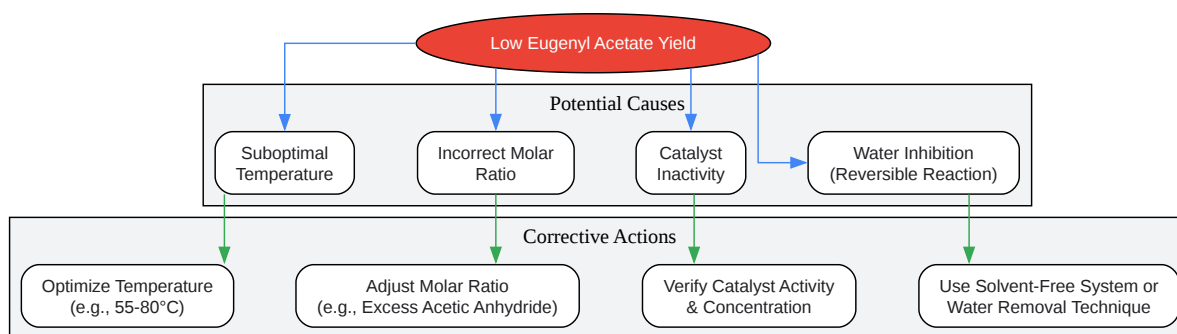 Low Eugenyl Acetate Yield
Potential Causes
Suboptimal
Temperature
Incorrect Molar
Ratio
Catalyst
Inactivity
Water Inhibition
(Reversible Reaction)
Corrective Actions
Optimize Temperature
(e.g., 55-80°C)
Adjust Molar Ratio
(e.g., Excess Acetic Anhydride)
Verify Catalyst Activity
& Concentration
Use Solvent-Free System or
Water Removal Technique